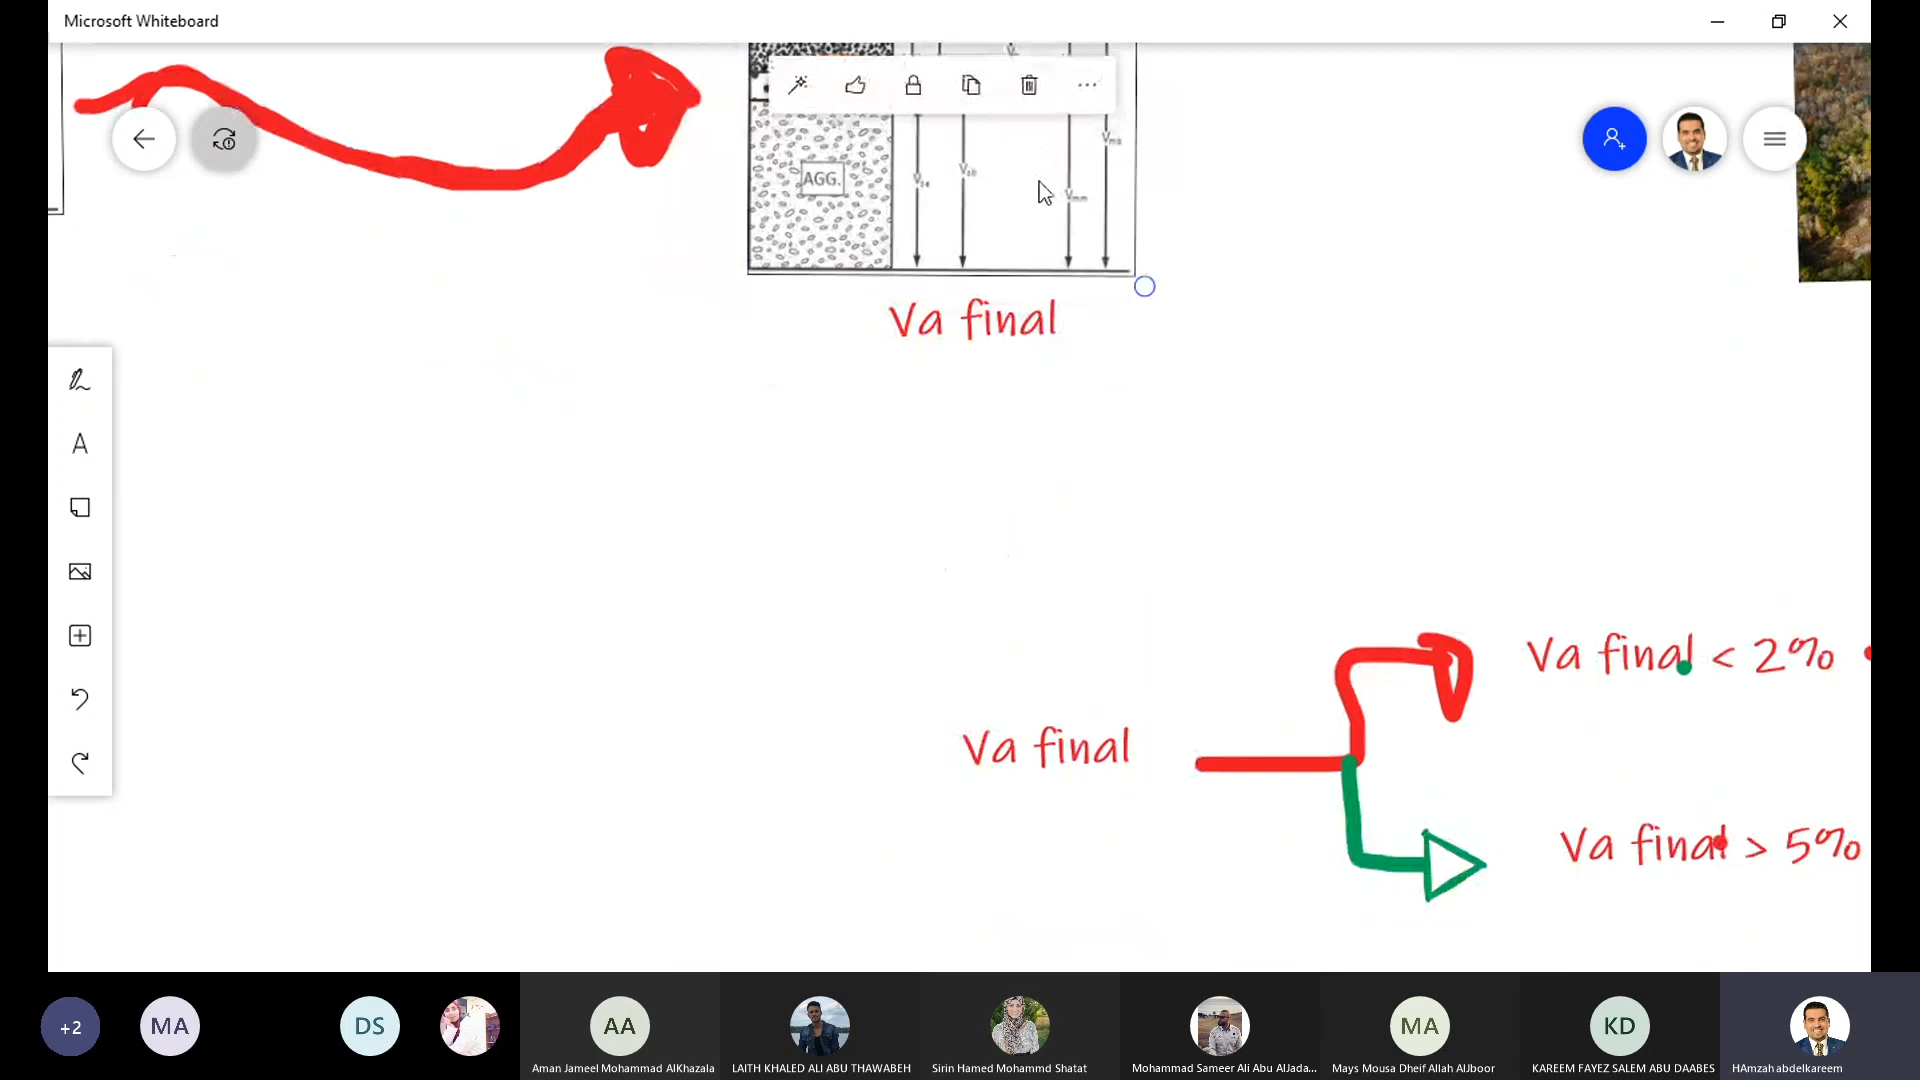 Microsoft Whiteboard
AGG.
Vmm
Va final
Va final < 2%
Va final
Va final > 5%
+2
MA
DS
AA
MA
KD
Aman Jameel Mohammad AlKhazala
LAITH KHALED ALI ABU THAWABEH
Sirin Hamed Mohammd Shatat
Mohammad Sameer Ali Abu AlJada...
Mays Mousa Dheif Allah AlJboor
KAREEM FAYEZ SALEM ABU DAABES
HAmzah abdelkareem